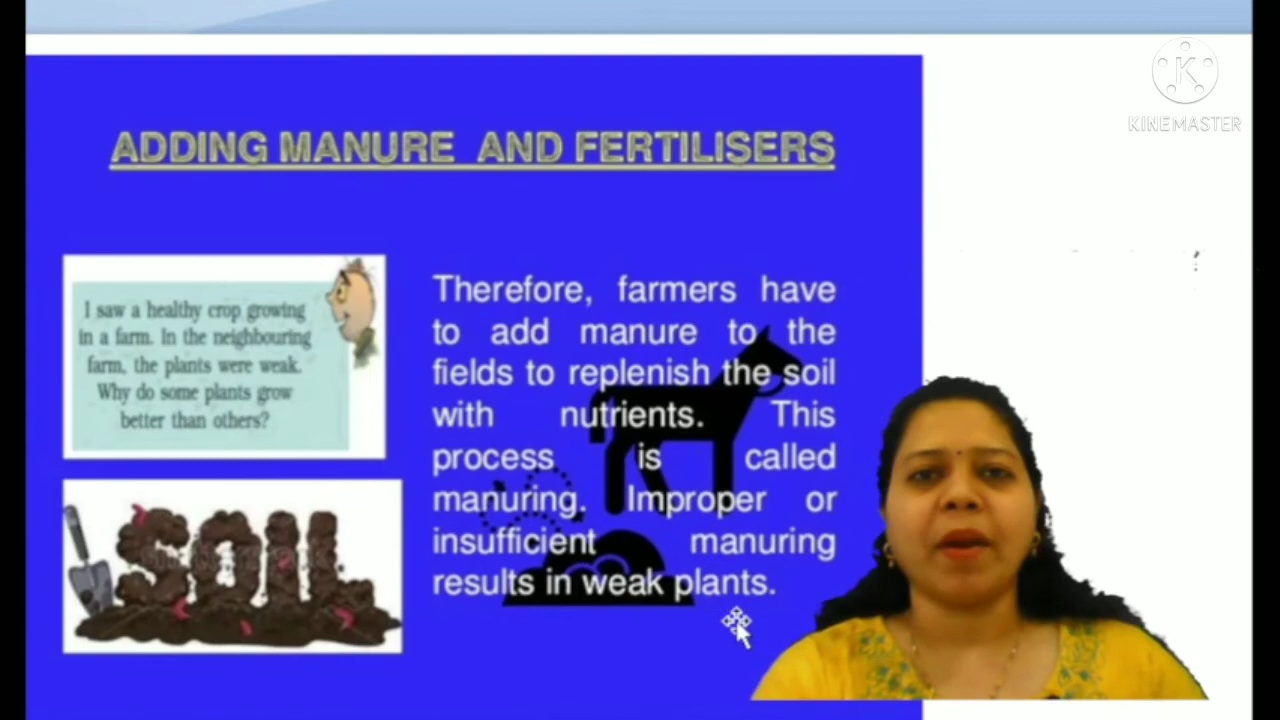 KINEMASTER
ADDING MANURE AND FERTILISERS
I saw a healthy crop growing
in a farm. In the neighbouring
farm, the plants were weak.
Why do some plants grow
better than others?
SOIL
Therefore, farmers have
to add manure to the
fields to replenish the soil
with nutrients. This
process is called
manuring. Improper or
insufficient manuring
results in weak plants.